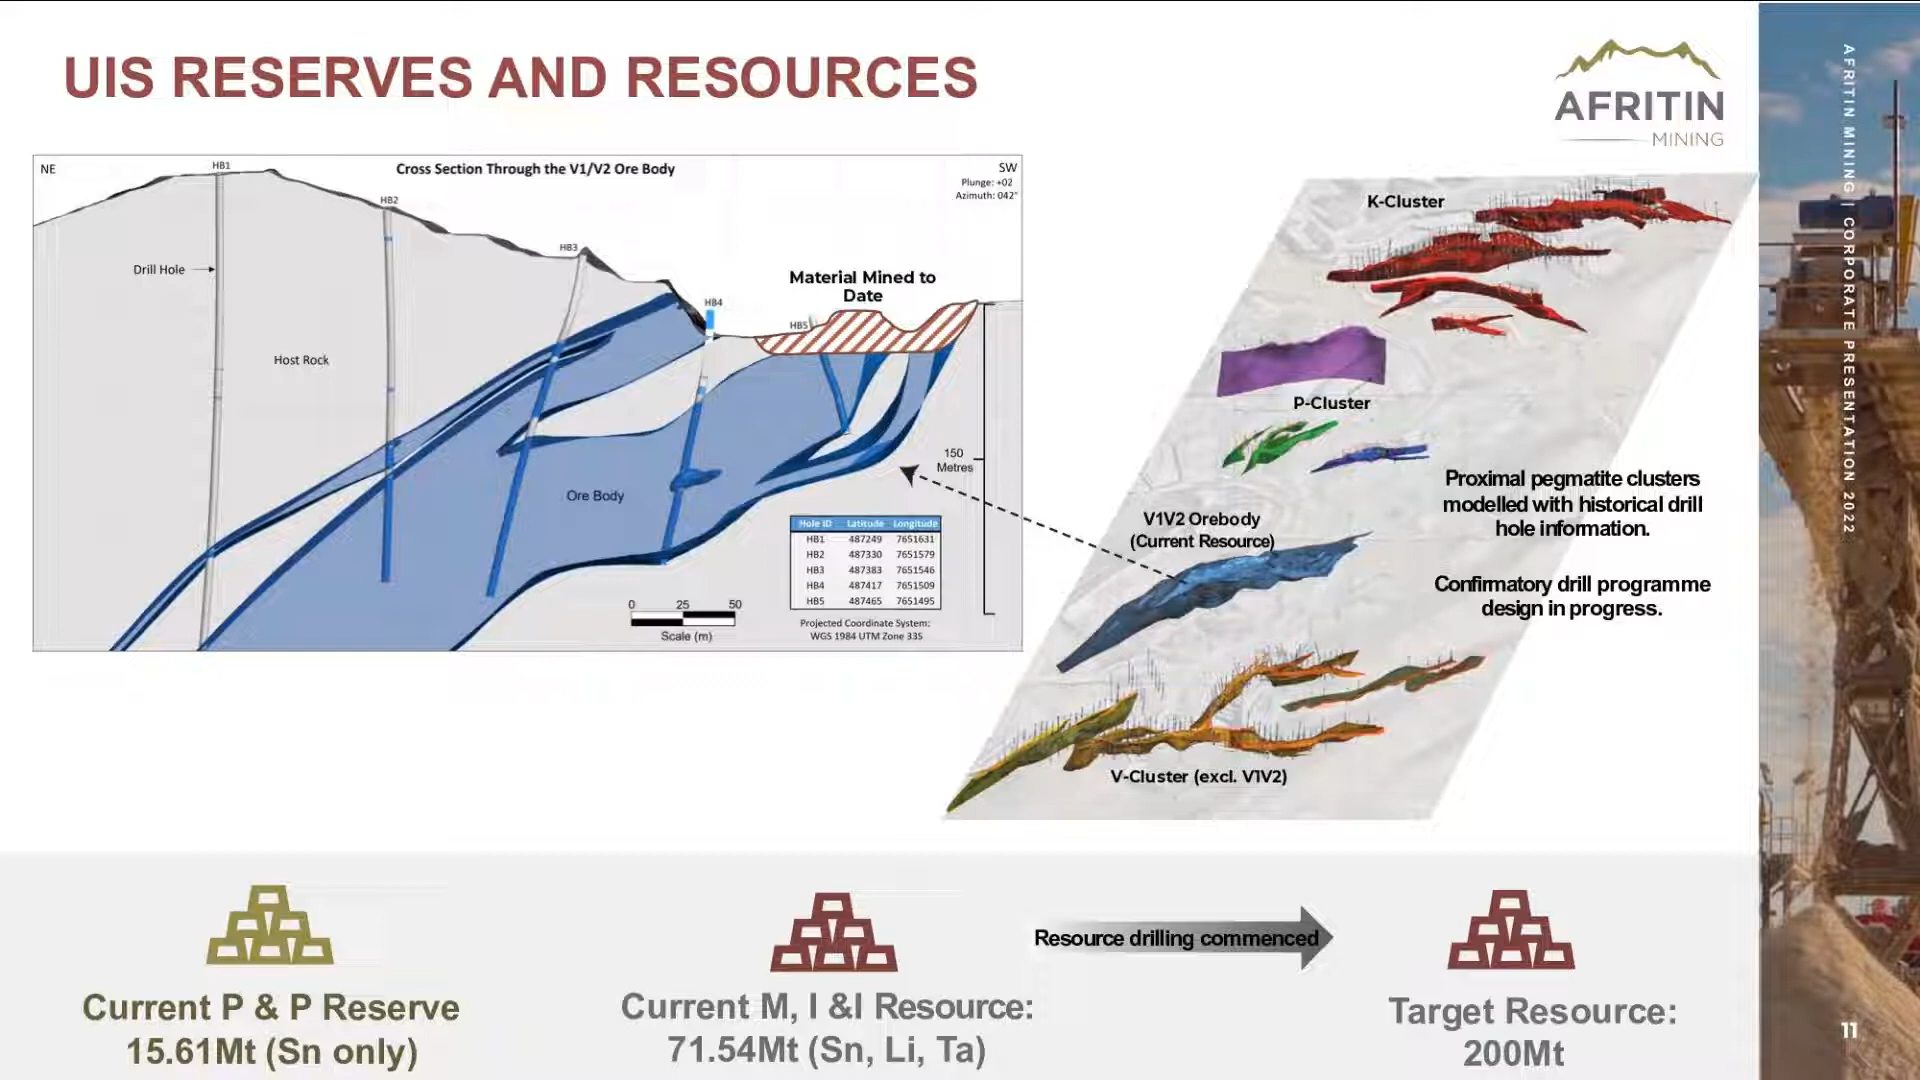 UIS RESERVES AND RESOURCES
AFRITIN
MINING
NE
HB1
Cross Section Through the V1/V2 Ore Body
SW
Plunge: +02
Azimuth: 042°
HB2
HB3
Drill Hole
Material Mined to
Date
HB4
HB5
Host Rock
Ore Body
150
Metres
Hole ID Latitude Longitude
HB1 487249 7651631
HB2 487330 7651579
HB3 487383 7651546
HB4 487417 7651509
HB5 487465 7651495
0 25 50
Scale (m)
Projected Coordinate System:
WGS 1984 UTM Zone 33S
K-Cluster
P-Cluster
Proximal pegmatite clusters
modelled with historical drill
hole information.
V1V2 Orebody
(Current Resource)
Confirmatory drill programme
design in progress.
V-Cluster (excl. V1V2)
Current P & P Reserve
15.61Mt (Sn only)
Current M, I &I Resource:
71.54Mt (Sn, Li, Ta)
Resource drilling commenced
Target Resource:
200Mt
AFRITIN MINING | CORPORATE PRESENTATION 2022
11